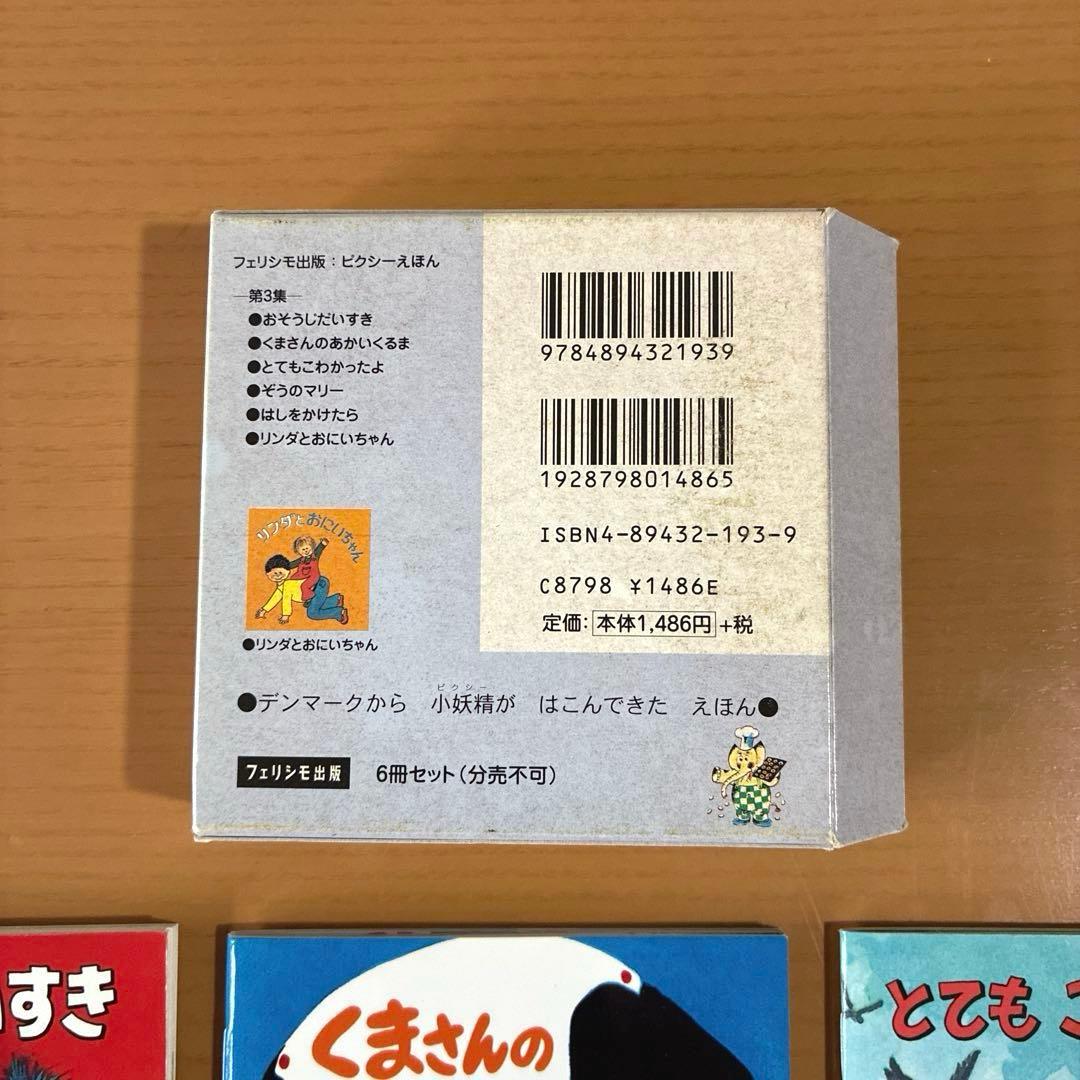 フェリシモ出版：ピクシーえほん
―第3集―
●おそうじだいすき
●くまさんのあかいくるま
●とてもこわかったよ
●ぞうのマリー
●はしをかけたら
●リンダとおにいちゃん
リンダとおにいちゃん
●リンダとおにいちゃん
9784894321939
1928798014865
ISBN4-89432-193-9
C8798 ¥1486E
定価：本体1,486円+税
ピクシー
●デンマークから 小妖精が はこんできた えほん●
フェリシモ出版 6冊セット（分売不可）
すき
くまさんの
とても